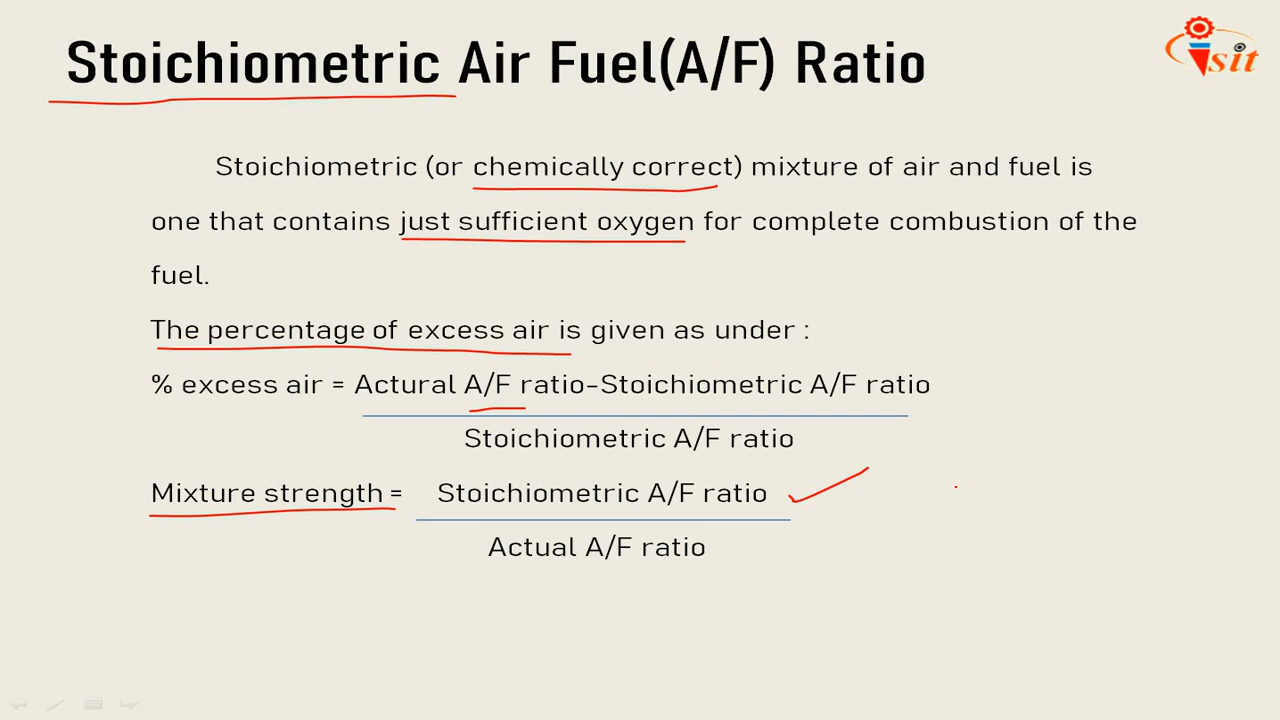 Stoichiometric Air Fuel(A/F) Ratio
sit
Stoichiometric (or chemically correct) mixture of air and fuel is
one that contains just sufficient oxygen for complete combustion of the
fuel.
The percentage of excess air is given as under :
% excess air = Actural A/F ratio-Stoichiometric A/F ratio
Stoichiometric A/F ratio
Mixture strength = Stoichiometric A/F ratio
Actual A/F ratio